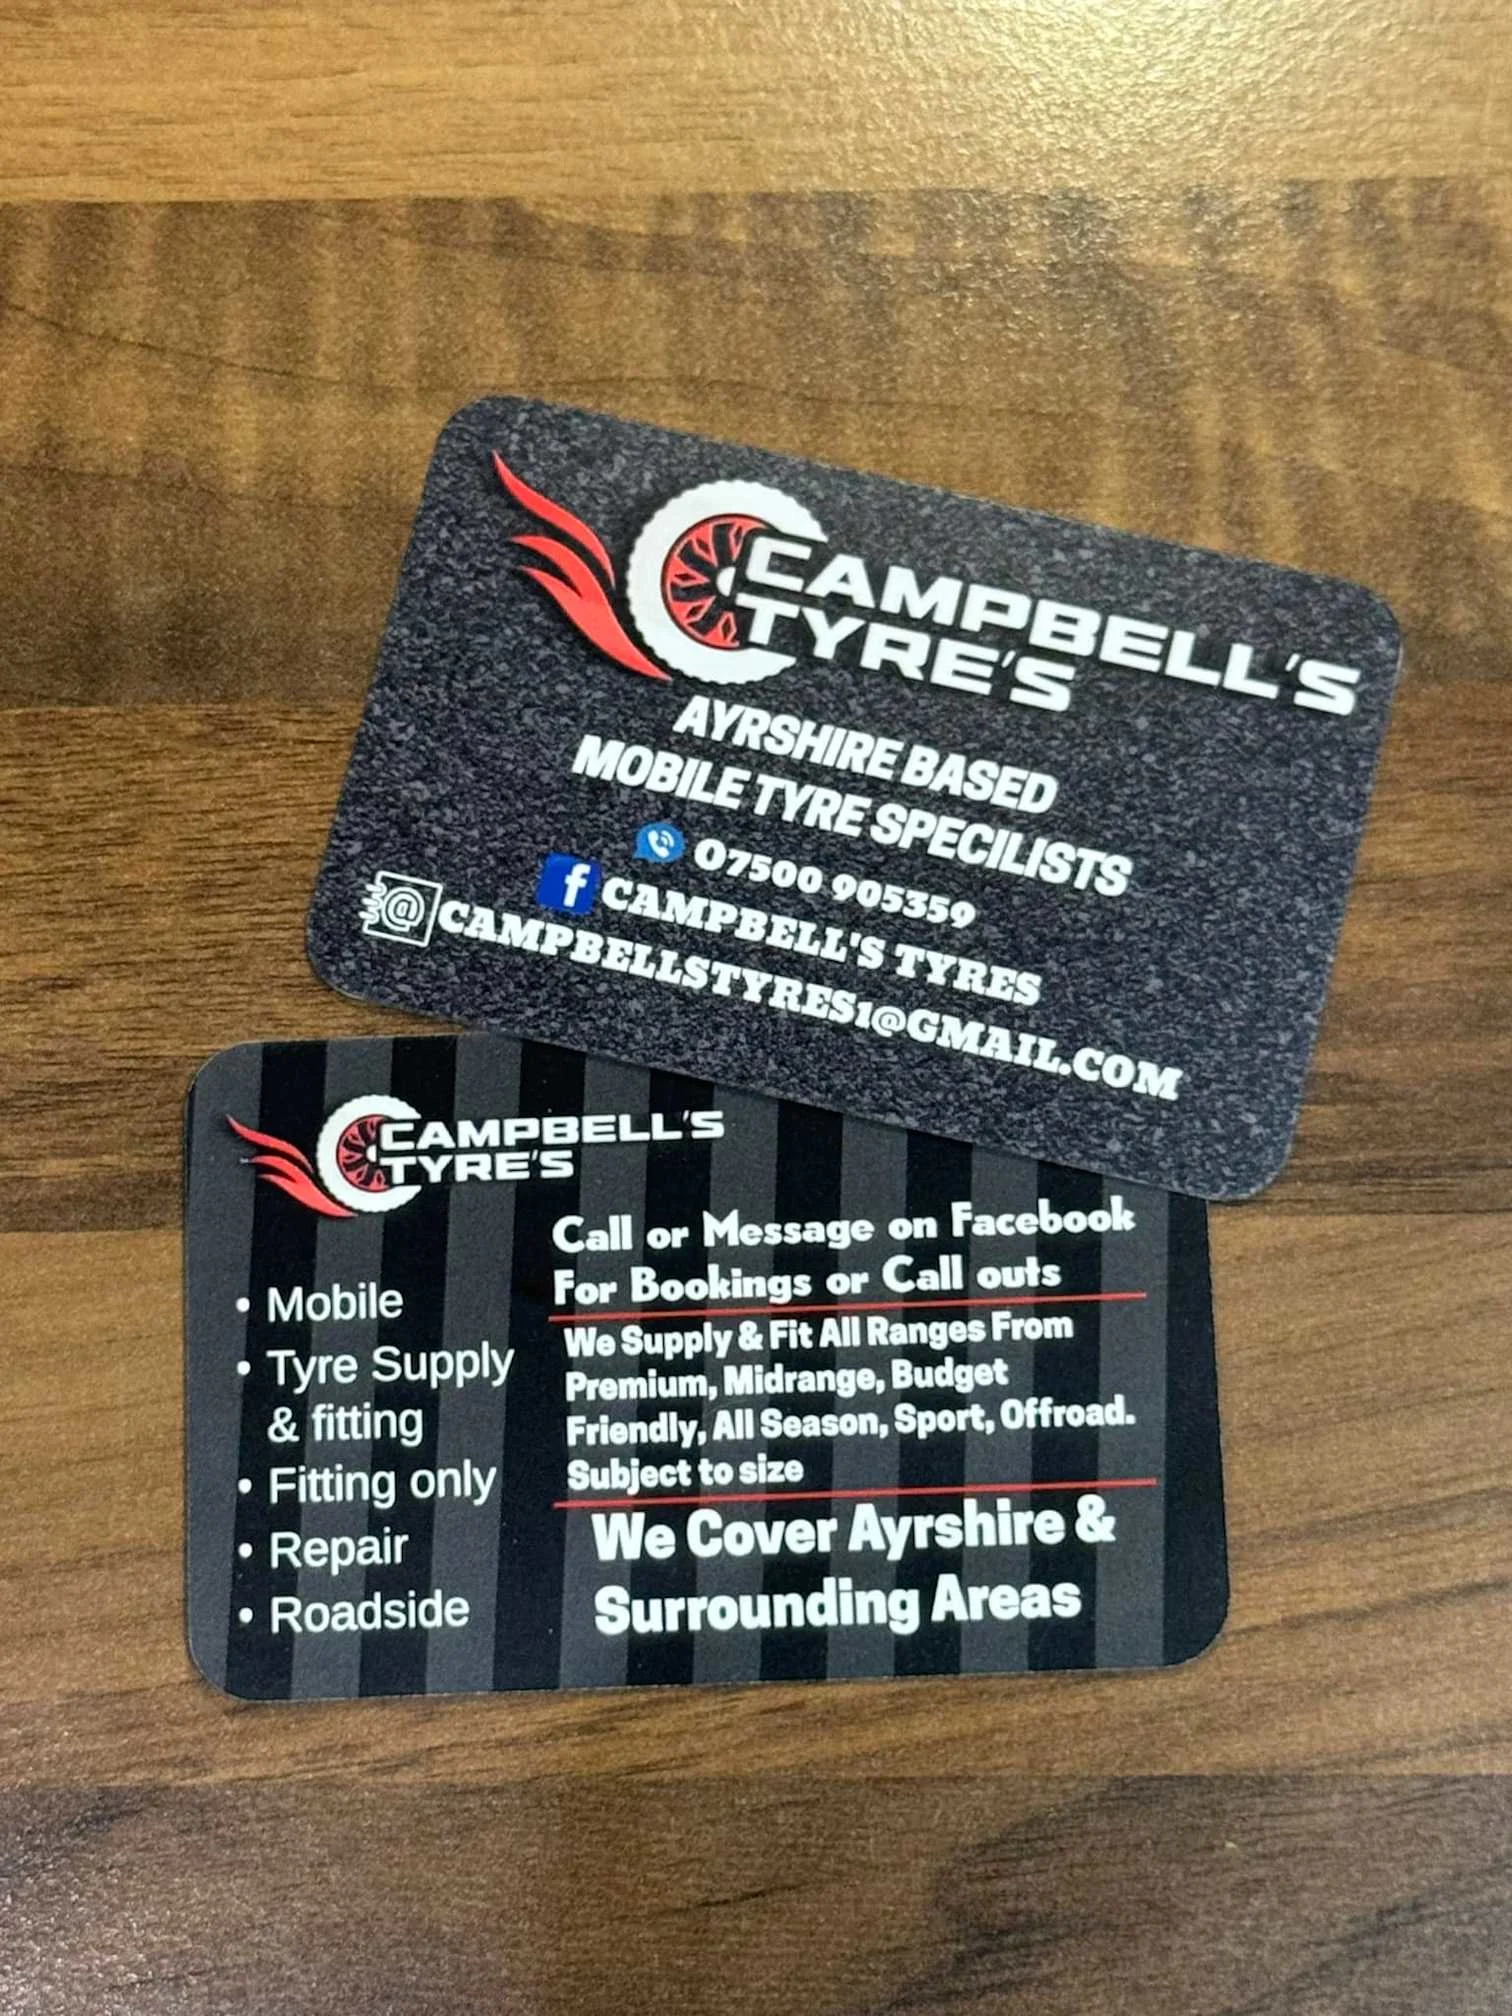 CAMPBELL'S
TYRE'S
AYRSHIRE BASED
MOBILE TYRE SPECILISTS
07500 905359
f CAMPBELL'S TYRES
@ CAMPBELLSTYRES1@GMAIL.COM
CAMPBELL'S
TYRE'S
• Mobile
• Tyre Supply
& fitting
• Fitting only
• Repair
• Roadside
Call or Message on Facebook
For Bookings or Call outs
We Supply & Fit All Ranges From
Premium, Midrange, Budget
Friendly, All Season, Sport, Offroad.
Subject to size
We Cover Ayrshire &
Surrounding Areas